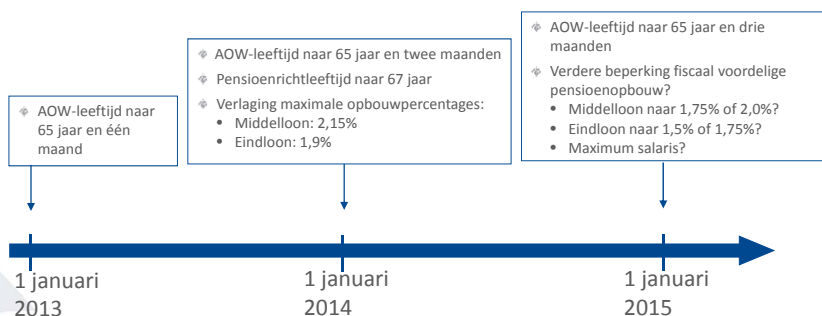 AOW-leeftijd naar
65 jaar en één
maand
AOW-leeftijd naar 65 jaar en twee maanden
Pensioenrichtleeftijd naar 67 jaar
Verlaging maximale opbouwpercentages:
• Middelloon: 2,15%
• Eindloon: 1,9%
AOW-leeftijd naar 65 jaar en drie
maanden
Verdere beperking fiscaal voordelige
pensioenopbouw?
• Middelloon naar 1,75% of 2,0%?
• Eindloon naar 1,5% of 1,75%?
• Maximum salaris?
1 januari
2013
1 januari
2014
1 januari
2015